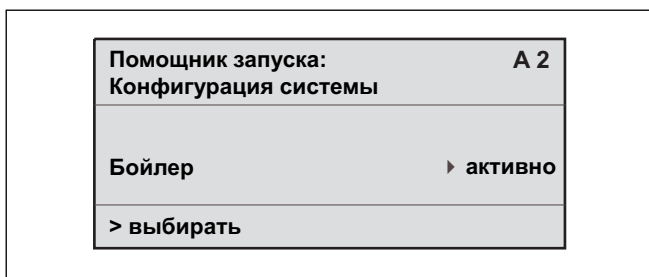 Помощник запуска: A 2
Конфигурация системы
Бойлер активно
> выбирать